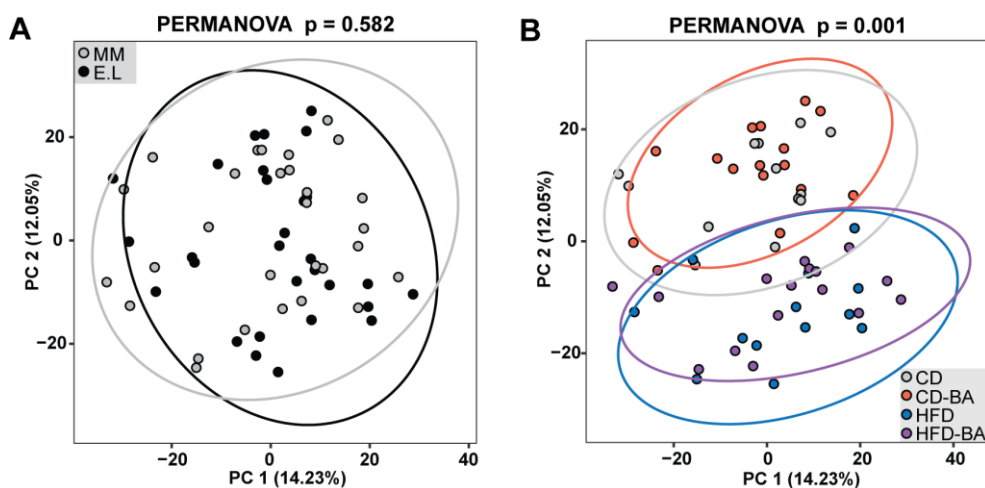 A
PERMANOVA p = 0.582
MM
E.L
20
0
−20
PC 2 (12.05%)
−20
0
20
40
PC 1 (14.23%)
B
PERMANOVA p = 0.001
20
0
−20
PC 2 (12.05%)
CD
CD-BA
HFD
HFD-BA
−20
0
20
40
PC 1 (14.23%)